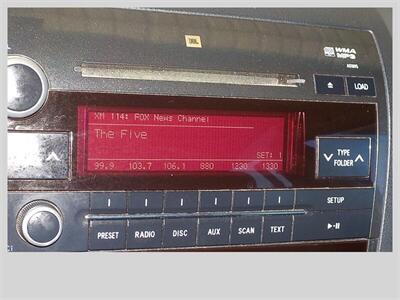 JBL
WMA
MP3
LOAD
XM 114: FOX News Channel
The Five
SET: 1
99.9 103.7 106.1 880 1230 1330
TYPE
FOLDER
SETUP
PRESET RADIO DISC AUX SCAN TEXT